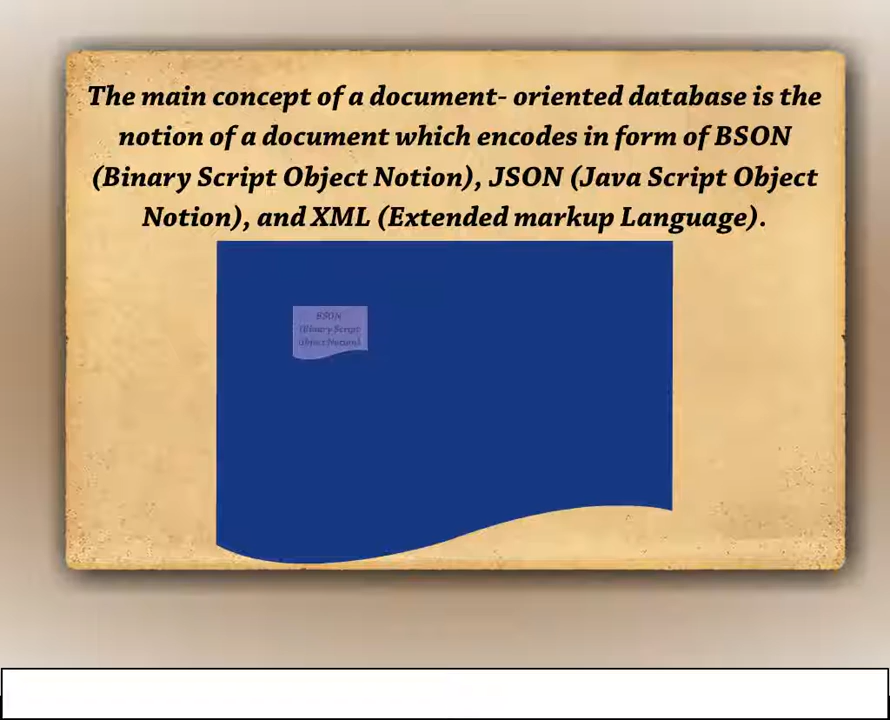 The main concept of a document- oriented database is the
notion of a document which encodes in form of BSON
(Binary Script Object Notion), JSON (Java Script Object
Notion), and XML (Extended markup Language).
BSON
(Binary Script
Object Notion)